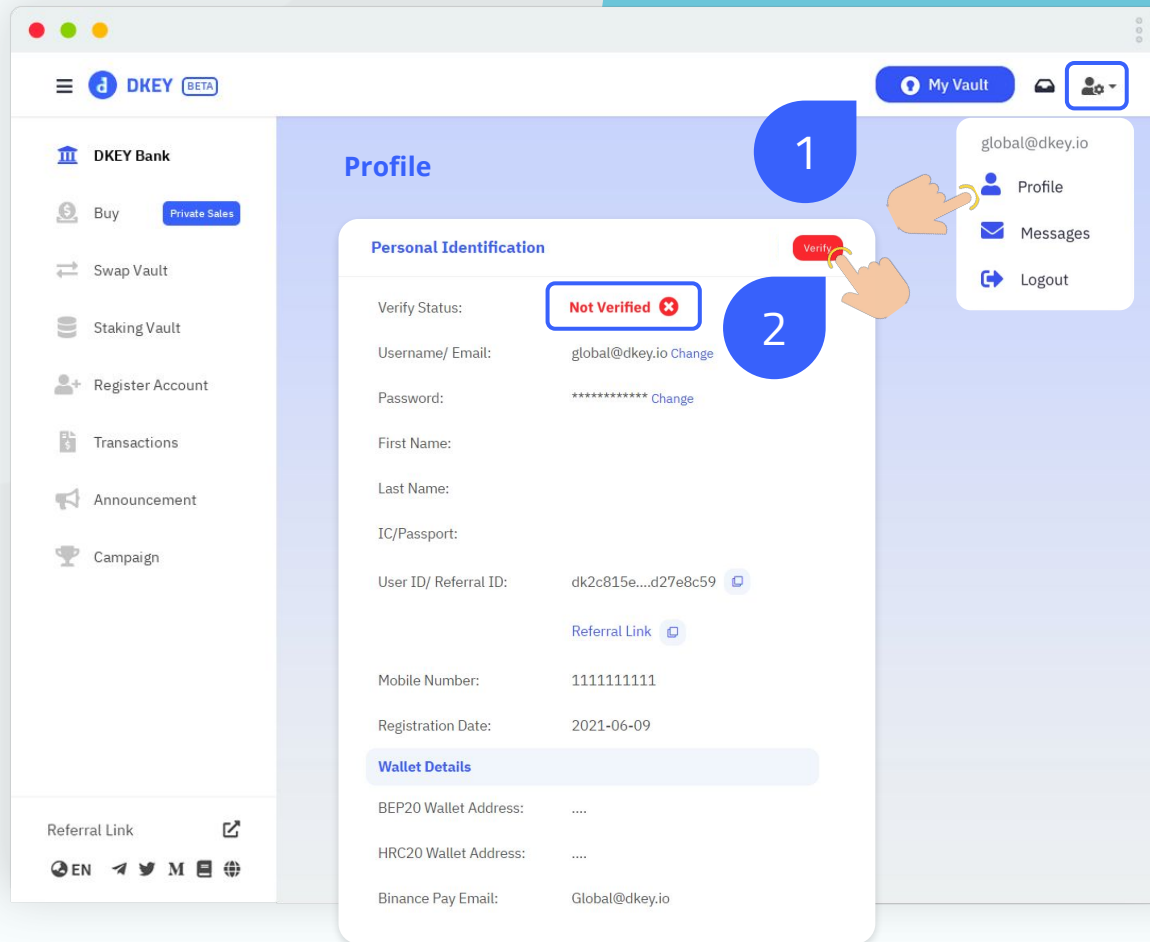 DKEY BETA
My Vault
global@dkey.io
Profile
Messages
Logout
DKEY Bank
Buy Private Sales
Swap Vault
Staking Vault
Register Account
Transactions
Announcement
Campaign
Referral Link
EN
Profile
1
Personal Identification Verify
Verify Status: Not Verified
2
Username/ Email: global@dkey.io Change
Password: ************ Change
First Name:
Last Name:
IC/Passport:
User ID/ Referral ID: dk2c815e....d27e8c59
Referral Link
Mobile Number: 1111111111
Registration Date: 2021-06-09
Wallet Details
BEP20 Wallet Address: ....
HRC20 Wallet Address: ....
Binance Pay Email: Global@dkey.io